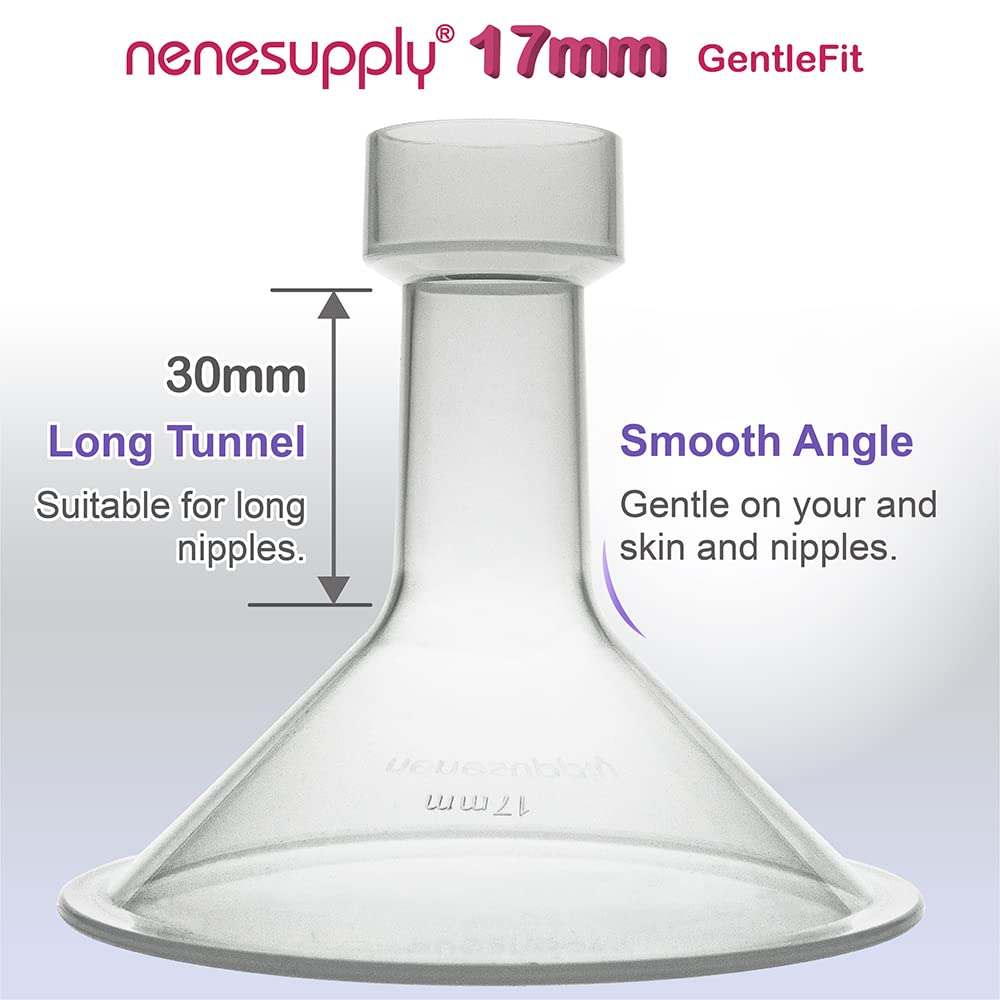 nenesupply® 17mm GentleFit
30mm
Long Tunnel
Suitable for long
nipples.
Smooth Angle
Gentle on your and
skin and nipples.
nenesupply
17mm